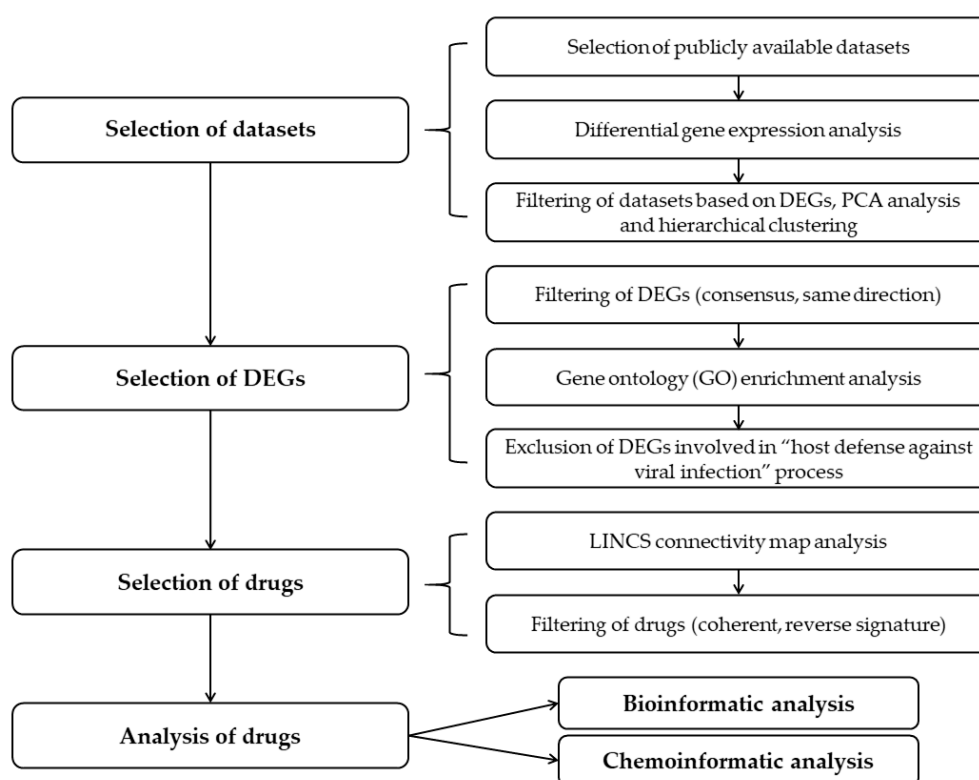 Selection of publicly available datasets
Selection of datasets
Differential gene expression analysis
Filtering of datasets based on DEGs, PCA analysis
and hierarchical clustering
Filtering of DEGs (consensus, same direction)
Selection of DEGs
Gene ontology (GO) enrichment analysis
Exclusion of DEGs involved in “host defense against
viral infection” process
LINCS connectivity map analysis
Selection of drugs
Filtering of drugs (coherent, reverse signature)
Analysis of drugs
Bioinformatic analysis
Chemoinformatic analysis